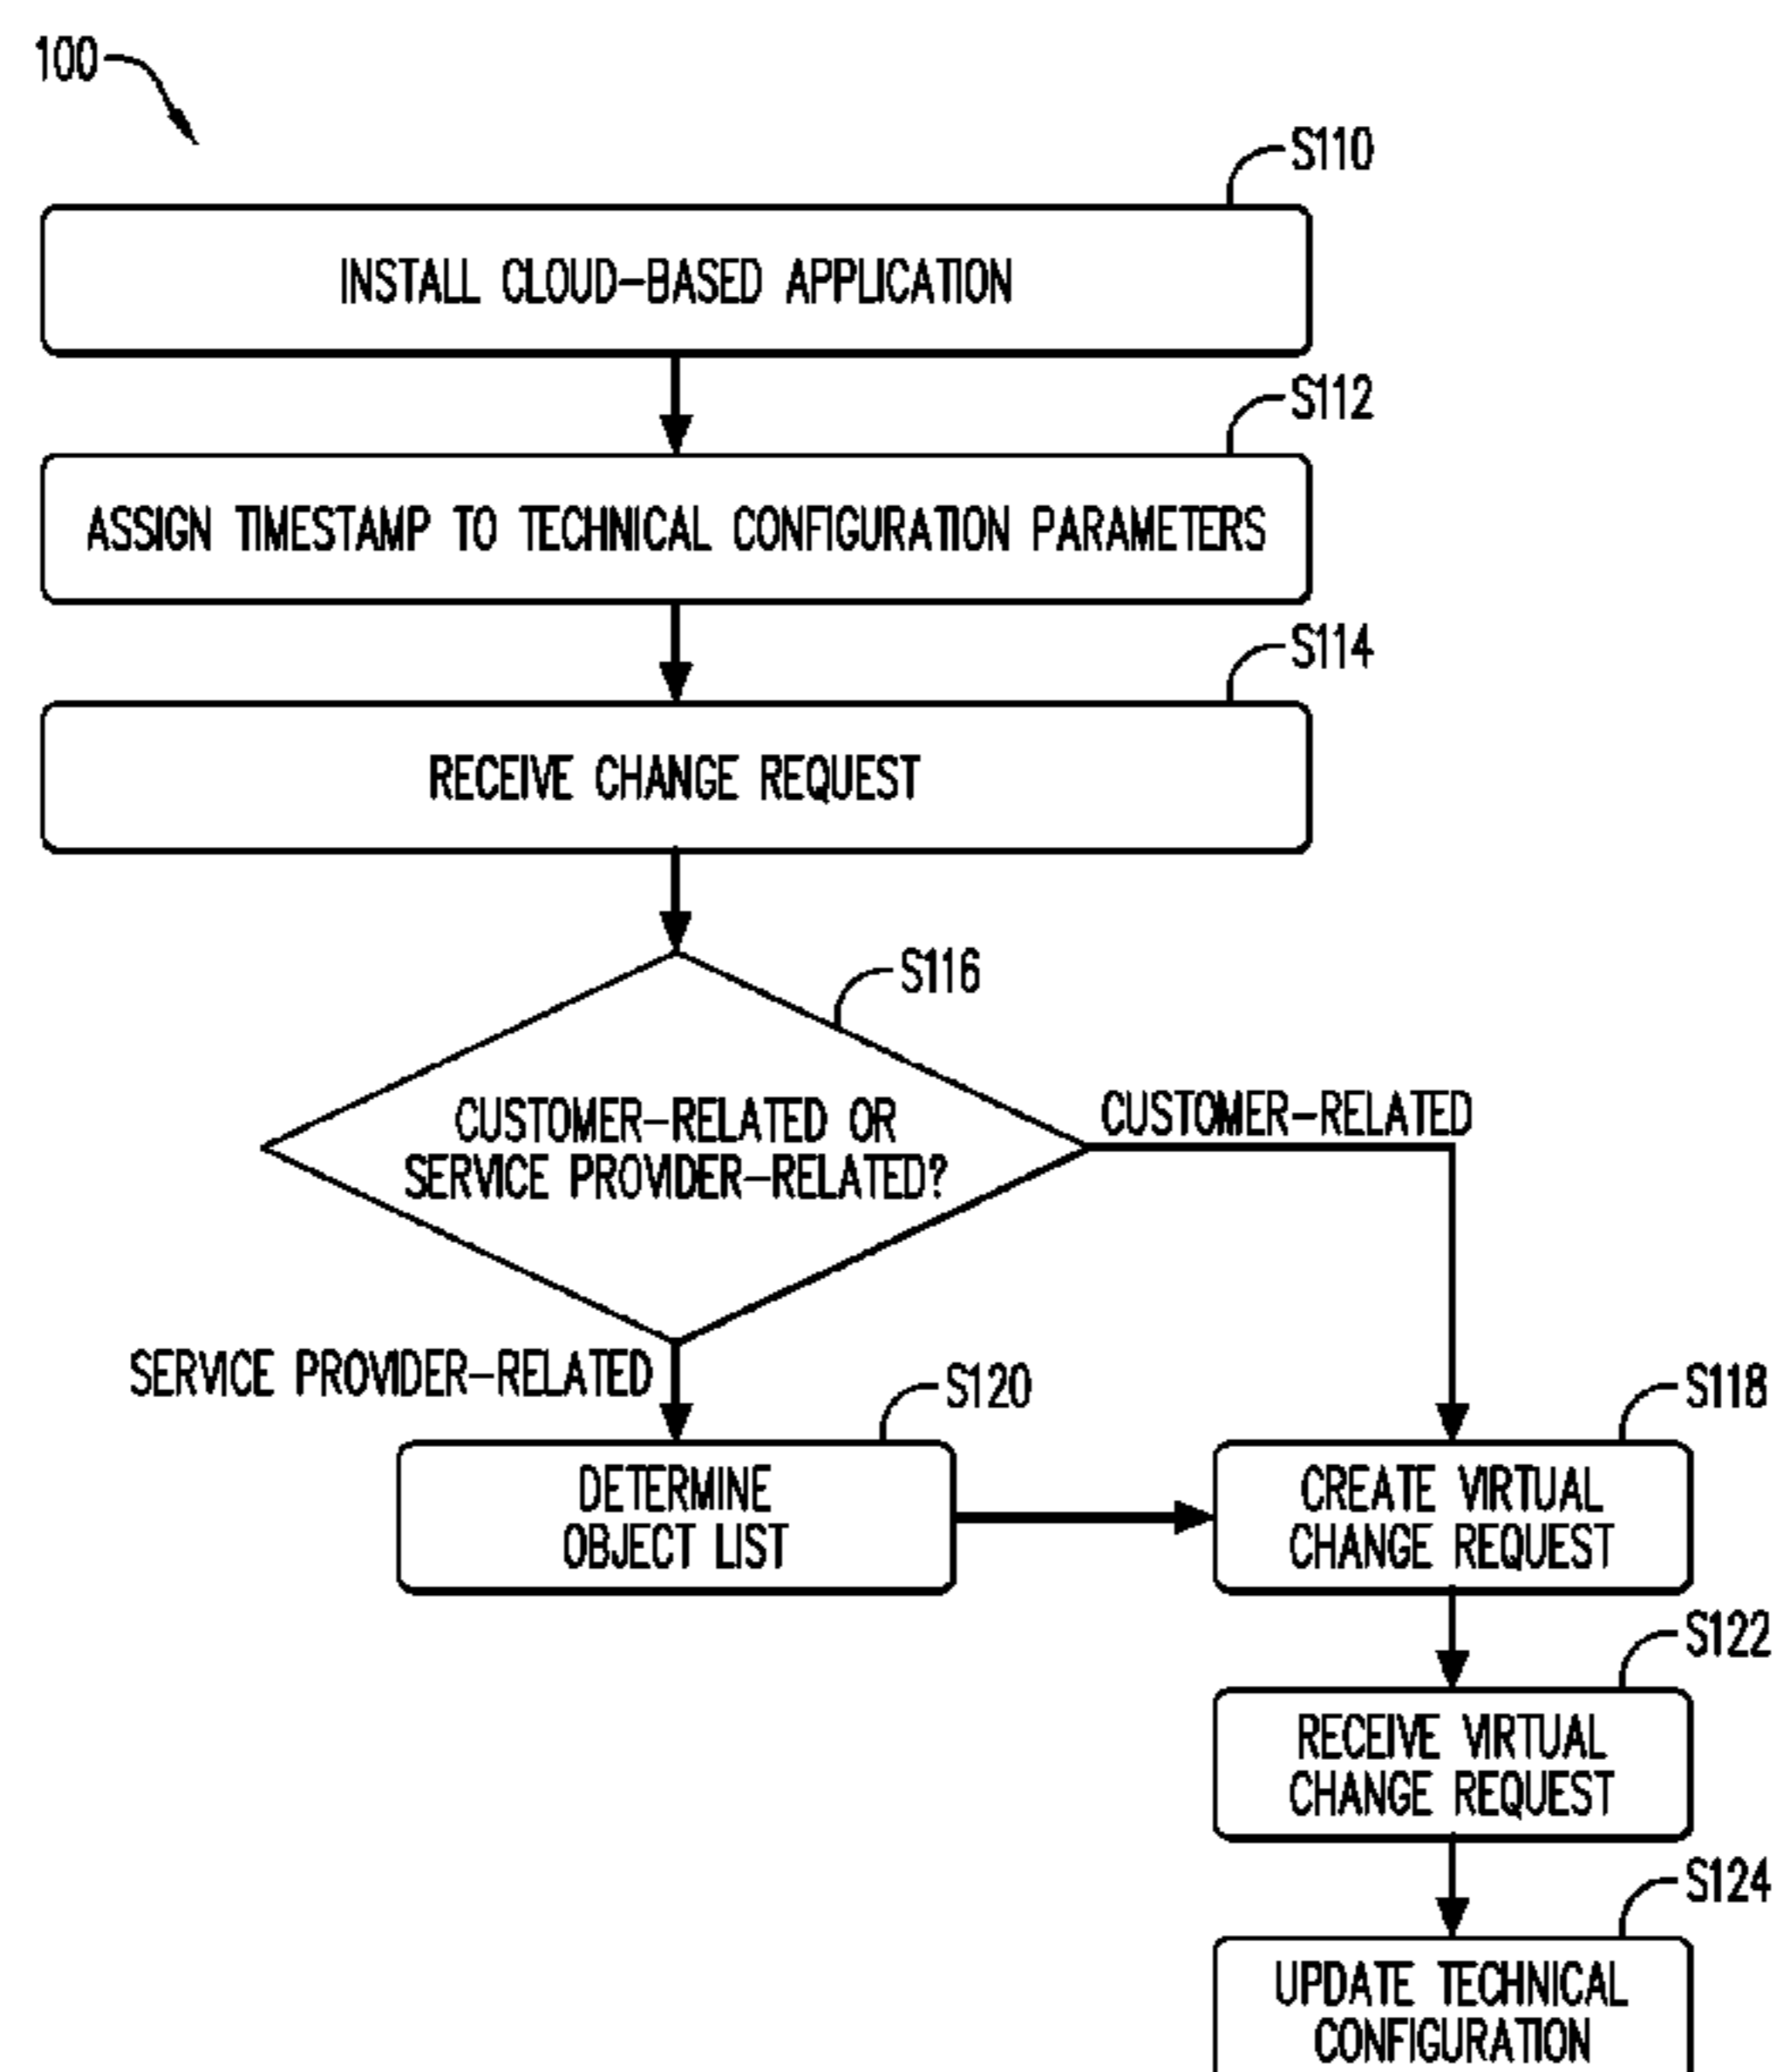 100
S110
INSTALL CLOUD-BASED APPLICATION
S112
ASSIGN TIMESTAMP TO TECHNICAL CONFIGURATION PARAMETERS
S114
RECEIVE CHANGE REQUEST
S116
CUSTOMER-RELATED OR
SERVICE PROVIDER-RELATED?
CUSTOMER-RELATED
SERVICE PROVIDER-RELATED
S120
DETERMINE
OBJECT LIST
S118
CREATE VIRTUAL
CHANGE REQUEST
S122
RECEIVE VIRTUAL
CHANGE REQUEST
S124
UPDATE TECHNICAL
CONFIGURATION